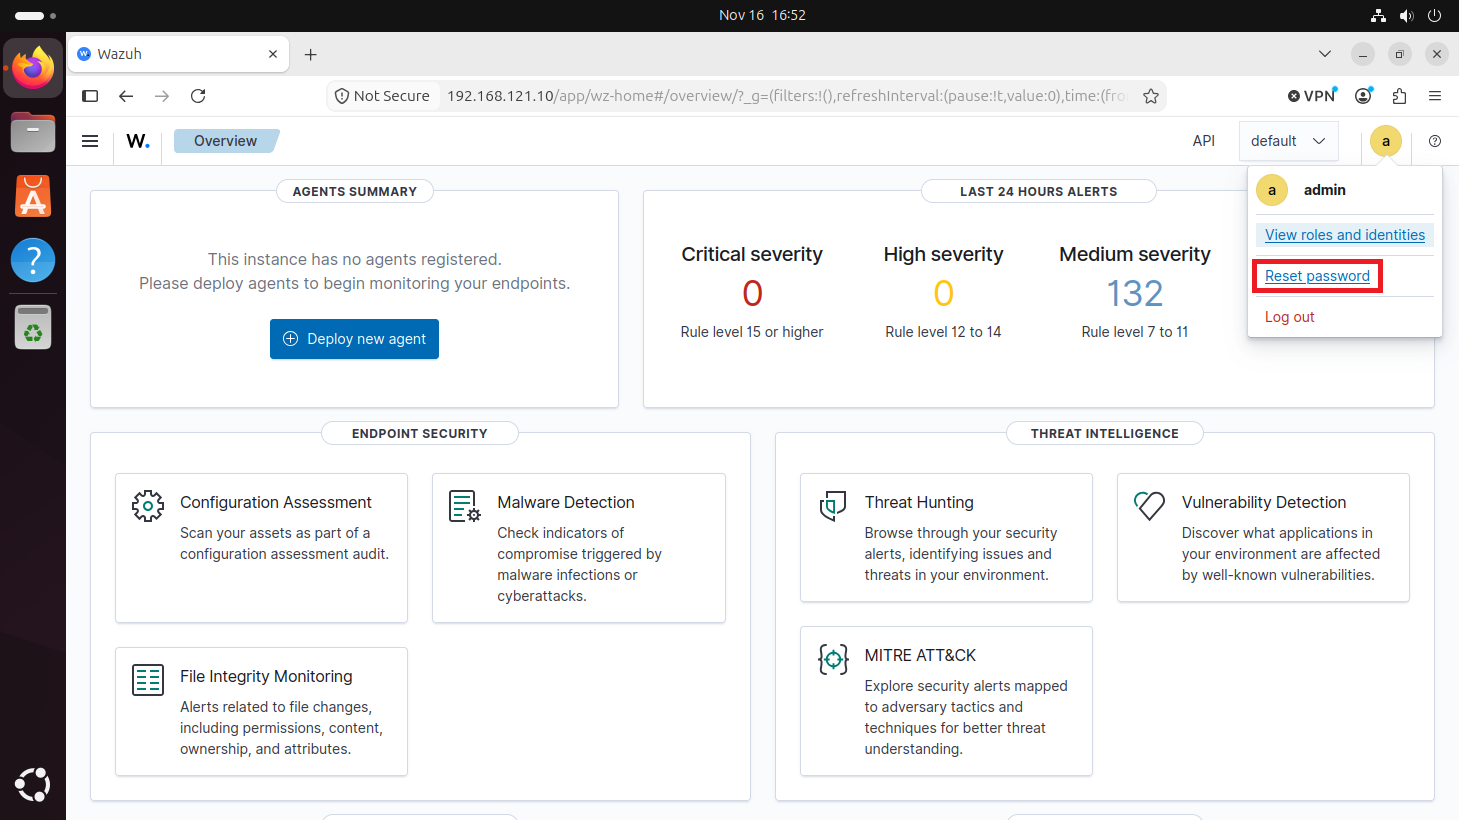 Nov 16 16:52
Wazuh
Not Secure
192.168.121.10/app/wz-home#/overview/?_g=(filters:!(),refreshInterval:(pause:!t,value:0),time:(fro
VPN
W.
Overview
API
default
a
a
admin
View roles and identities
Reset password
Log out
AGENTS SUMMARY
This instance has no agents registered.
Please deploy agents to begin monitoring your endpoints.
Deploy new agent
LAST 24 HOURS ALERTS
Critical severity
0
Rule level 15 or higher
High severity
0
Rule level 12 to 14
Medium severity
132
Rule level 7 to 11
ENDPOINT SECURITY
Configuration Assessment
Scan your assets as part of a
configuration assessment audit.
Malware Detection
Check indicators of
compromise triggered by
malware infections or
cyberattacks.
File Integrity Monitoring
Alerts related to file changes,
including permissions, content,
ownership, and attributes.
THREAT INTELLIGENCE
Threat Hunting
Browse through your security
alerts, identifying issues and
threats in your environment.
Vulnerability Detection
Discover what applications in
your environment are affected
by well-known vulnerabilities.
MITRE ATT&CK
Explore security alerts mapped
to adversary tactics and
techniques for better threat
understanding.